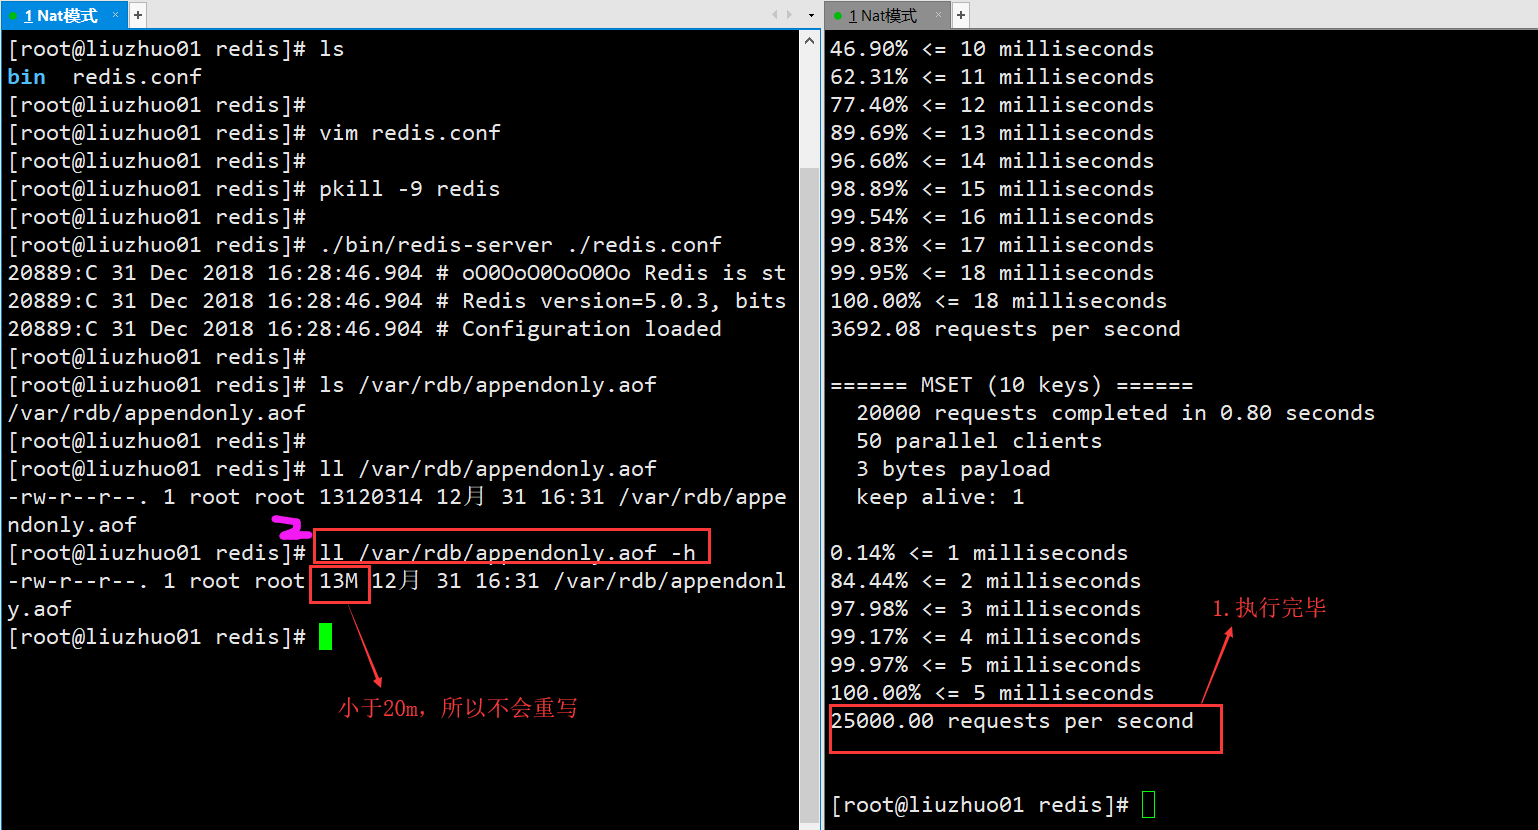 1 Nat模式 × +
[root@liuzhuo01 redis]# ls
bin  redis.conf
[root@liuzhuo01 redis]#
[root@liuzhuo01 redis]# vim redis.conf
[root@liuzhuo01 redis]#
[root@liuzhuo01 redis]# pkill -9 redis
[root@liuzhuo01 redis]#
[root@liuzhuo01 redis]# ./bin/redis-server ./redis.conf
20889:C 31 Dec 2018 16:28:46.904 # oO0OoO0OoO0Oo Redis is st
20889:C 31 Dec 2018 16:28:46.904 # Redis version=5.0.3, bits
20889:C 31 Dec 2018 16:28:46.904 # Configuration loaded
[root@liuzhuo01 redis]#
[root@liuzhuo01 redis]# ls /var/rdb/appendonly.aof
/var/rdb/appendonly.aof
[root@liuzhuo01 redis]#
[root@liuzhuo01 redis]# ll /var/rdb/appendonly.aof
-rw-r--r--. 1 root root 13120314 12月 31 16:31 /var/rdb/appe
ndonly.aof
2
[root@liuzhuo01 redis]# ll /var/rdb/appendonly.aof -h
-rw-r--r--. 1 root root 13M 12月 31 16:31 /var/rdb/appendonl
y.aof
[root@liuzhuo01 redis]#
小于20m，所以不会重写
1 Nat模式 × +
46.90% <= 10 milliseconds
62.31% <= 11 milliseconds
77.40% <= 12 milliseconds
89.69% <= 13 milliseconds
96.60% <= 14 milliseconds
98.89% <= 15 milliseconds
99.54% <= 16 milliseconds
99.83% <= 17 milliseconds
99.95% <= 18 milliseconds
100.00% <= 18 milliseconds
3692.08 requests per second
====== MSET (10 keys) ======
20000 requests completed in 0.80 seconds
50 parallel clients
3 bytes payload
keep alive: 1
0.14% <= 1 milliseconds
84.44% <= 2 milliseconds
97.98% <= 3 milliseconds
99.17% <= 4 milliseconds
99.97% <= 5 milliseconds
100.00% <= 5 milliseconds
25000.00 requests per second
1.执行完毕
[root@liuzhuo01 redis]#